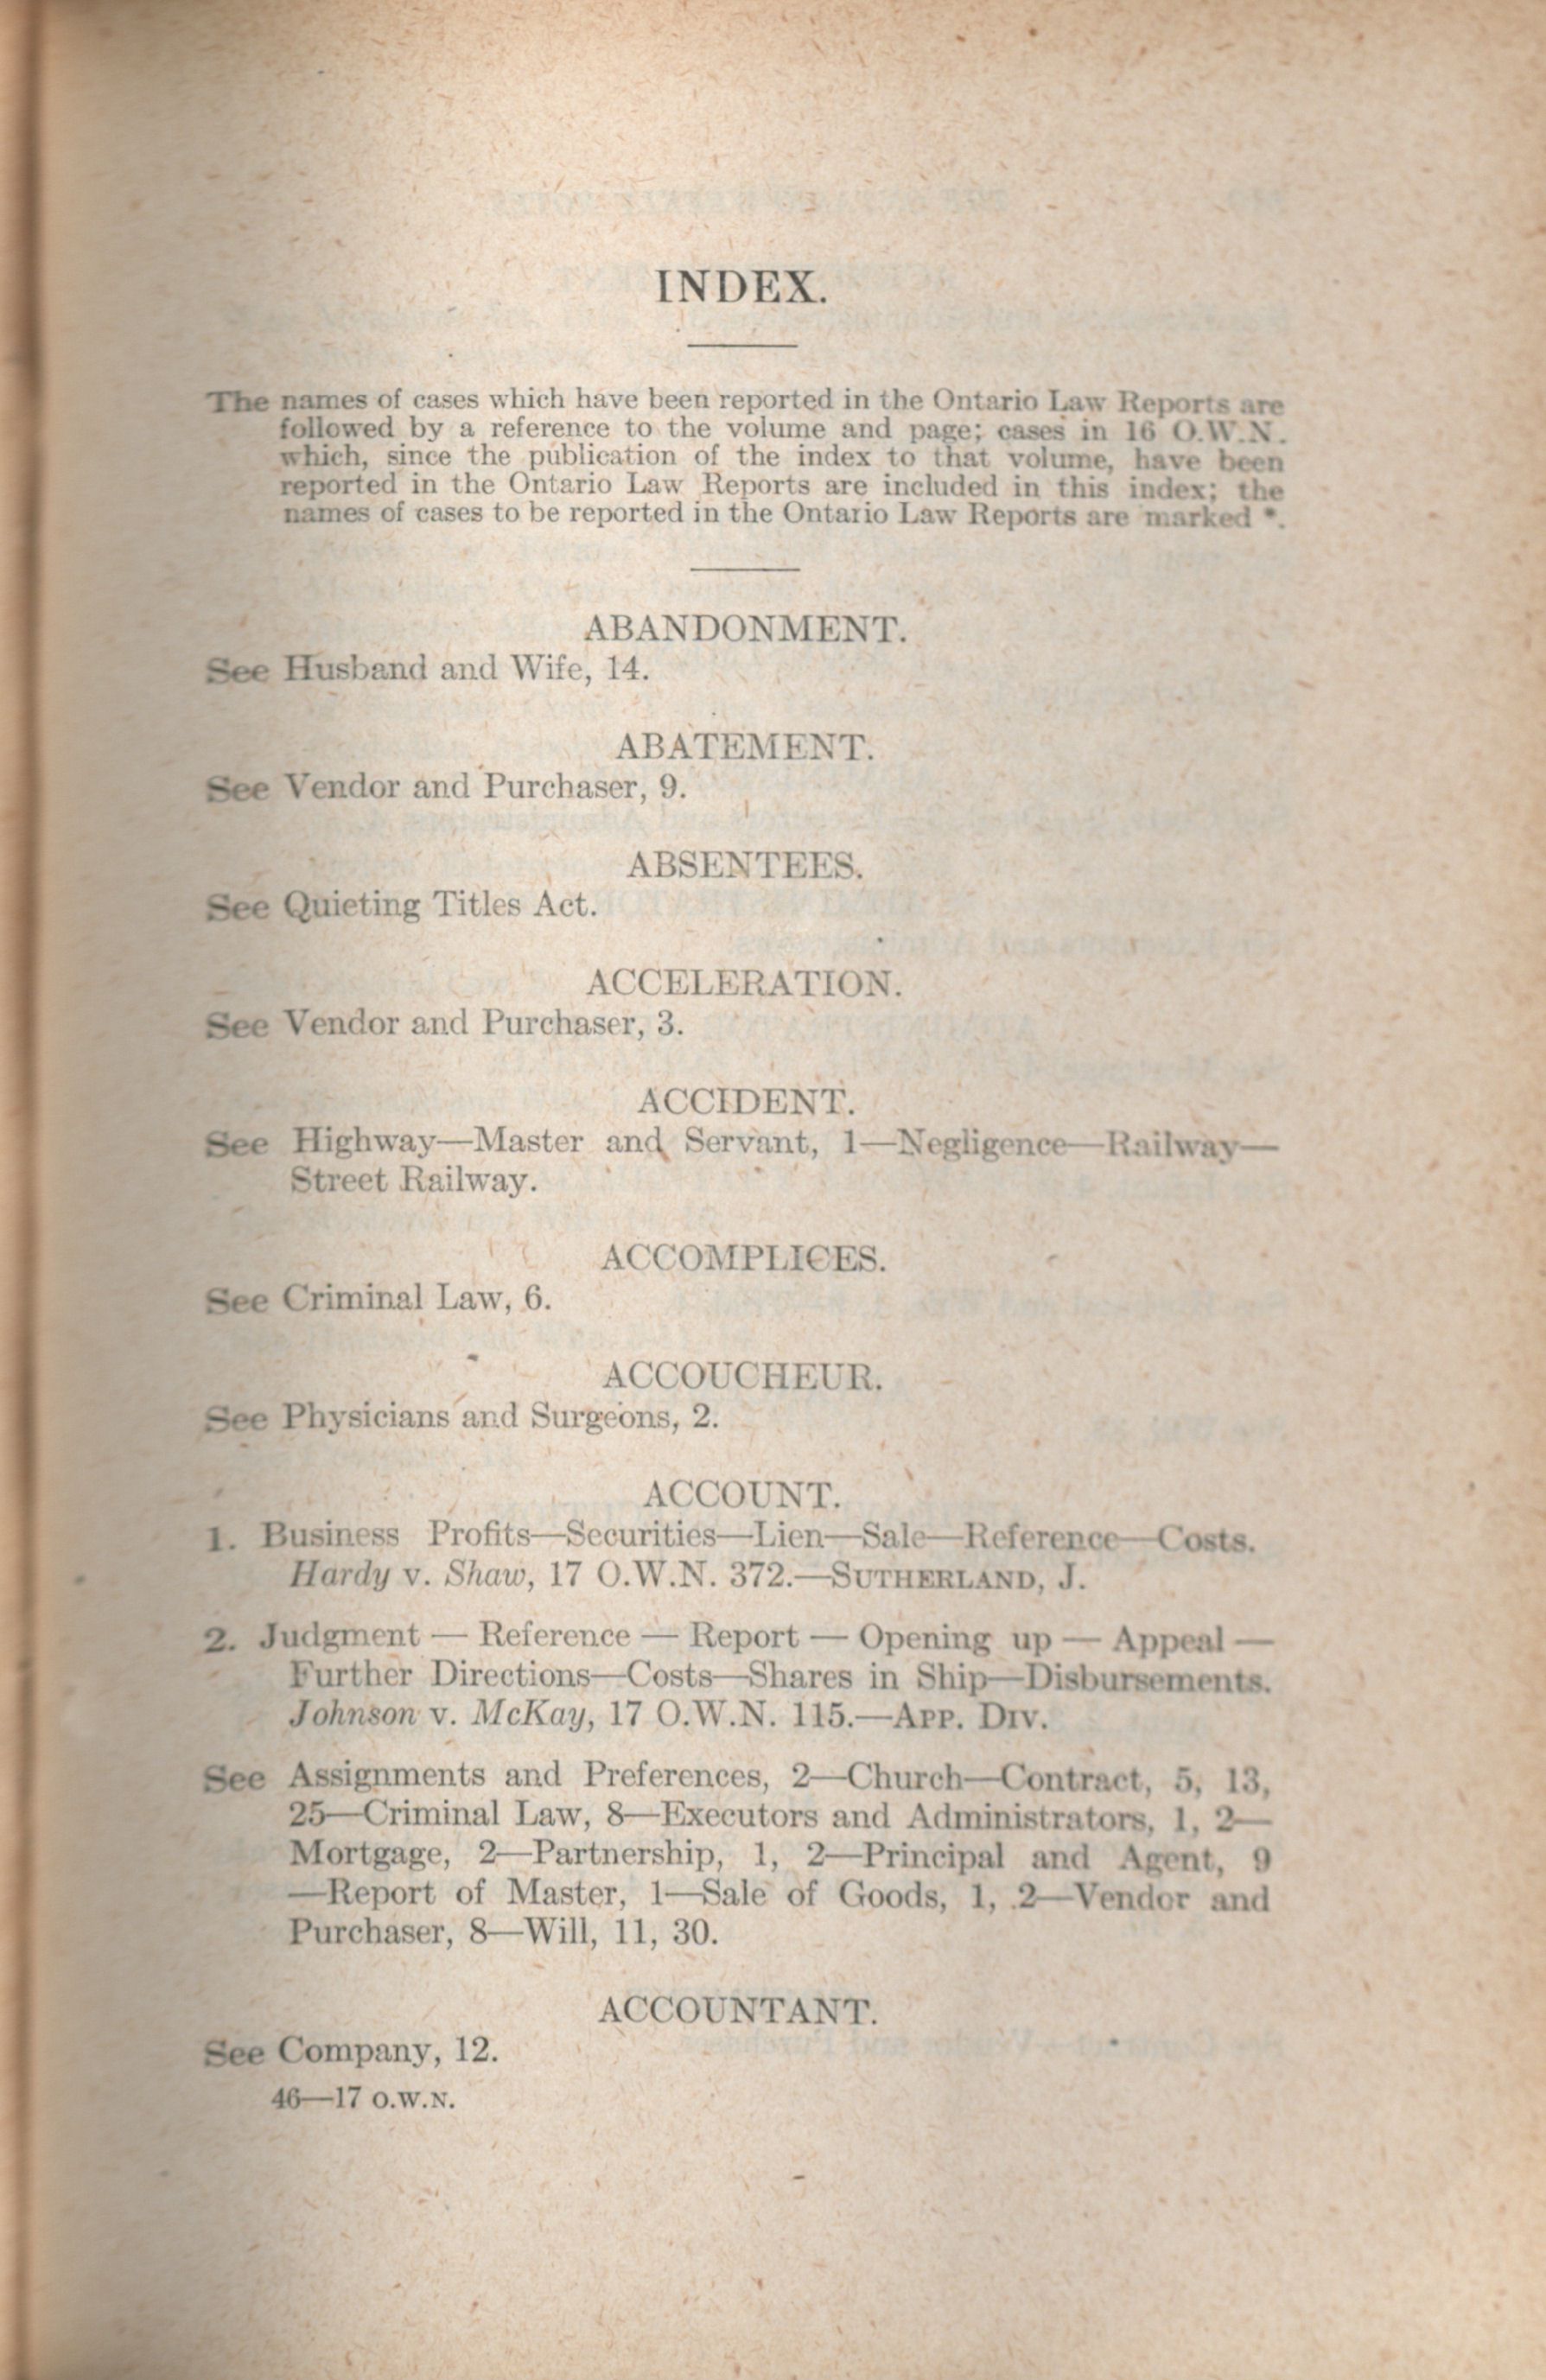 INDEX.
The names of cases which have been reported in the Ontario Law Reports are
followed by a reference to the volume and page; cases in 16 O.W.N.
which, since the publication of the index to that volume, have been
reported in the Ontario Law Reports are included in this index; the
names of cases to be reported in the Ontario Law Reports are marked *.
ABANDONMENT.
See Husband and Wife, 14.
ABATEMENT.
See Vendor and Purchaser, 9.
ABSENTEES.
See Quieting Titles Act.
ACCELERATION.
See Vendor and Purchaser, 3.
ACCIDENT.
See Highway—Master and Servant, 1—Negligence—Railway—
Street Railway.
ACCOMPLICES.
See Criminal Law, 6.
ACCOUCHEUR.
See Physicians and Surgeons, 2.
ACCOUNT.
1. Business Profits—Securities—Lien—Sale—Reference—Costs.
Hardy v. Shaw, 17 O.W.N. 372.—SUTHERLAND, J.
2. Judgment — Reference — Report — Opening up — Appeal —
Further Directions—Costs—Shares in Ship—Disbursements.
Johnson v. McKay, 17 O.W.N. 115.—APP. DIV.
See Assignments and Preferences, 2—Church—Contract, 5, 13,
25—Criminal Law, 8—Executors and Administrators, 1, 2—
Mortgage, 2—Partnership, 1, 2—Principal and Agent, 9
—Report of Master, 1—Sale of Goods, 1, 2—Vendor and
Purchaser, 8—Will, 11, 30.
ACCOUNTANT.
See Company, 12.
46—17 O.W.N.